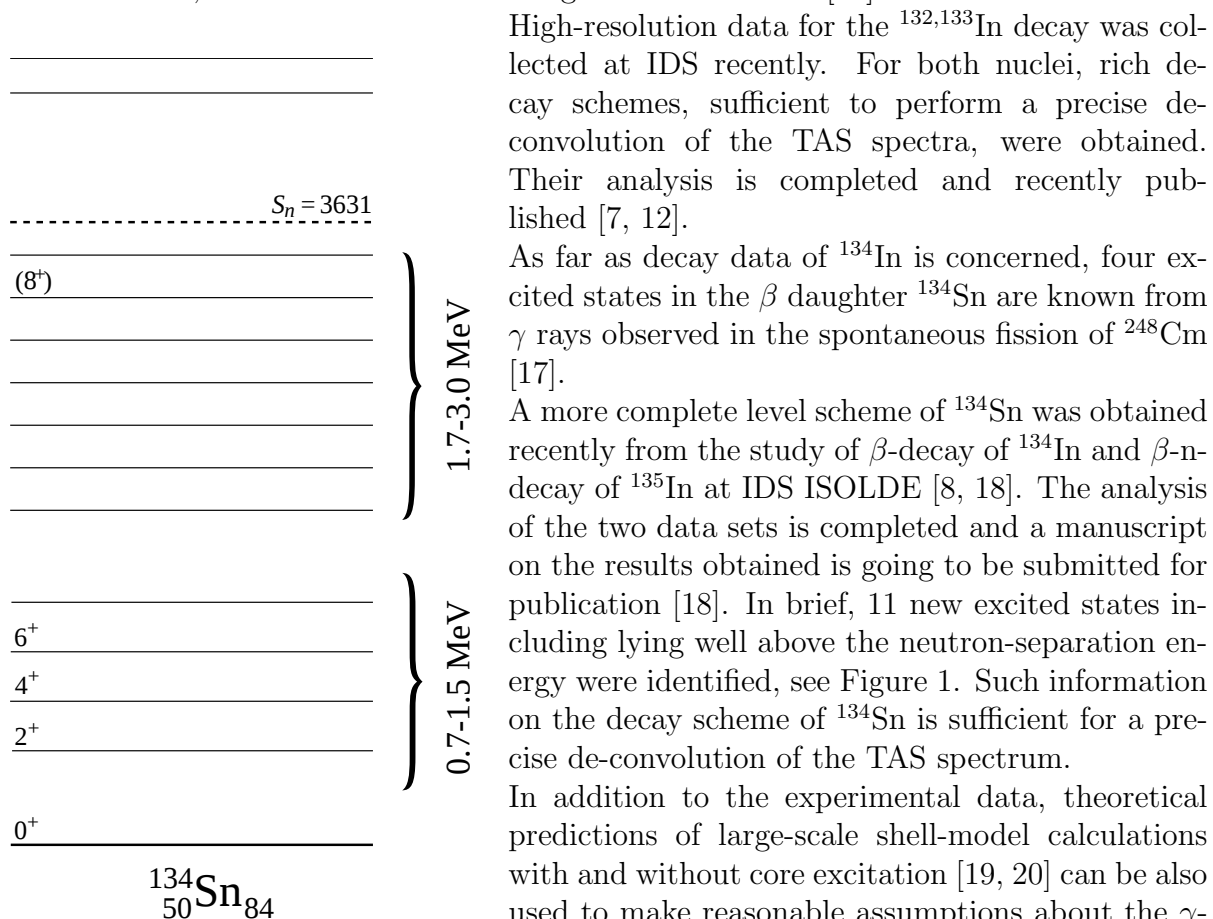 S_n = 3631
(8⁺)
1.7-3.0 MeV
6⁺
4⁺
2⁺
0.7-1.5 MeV
0⁺
¹³⁴₅₀Sn₈₄
High-resolution data for the ¹³²,¹³³In decay was col-
lected at IDS recently. For both nuclei, rich de-
cay schemes, sufficient to perform a precise de-
convolution of the TAS spectra, were obtained.
Their analysis is completed and recently pub-
lished [7, 12].
As far as decay data of ¹³⁴In is concerned, four ex-
cited states in the β daughter ¹³⁴Sn are known from
γ rays observed in the spontaneous fission of ²⁴⁸Cm
[17].
A more complete level scheme of ¹³⁴Sn was obtained
recently from the study of β-decay of ¹³⁴In and β-n-
decay of ¹³⁵In at IDS ISOLDE [8, 18]. The analysis
of the two data sets is completed and a manuscript
on the results obtained is going to be submitted for
publication [18]. In brief, 11 new excited states in-
cluding lying well above the neutron-separation en-
ergy were identified, see Figure 1. Such information
on the decay scheme of ¹³⁴Sn is sufficient for a pre-
cise de-convolution of the TAS spectrum.
In addition to the experimental data, theoretical
predictions of large-scale shell-model calculations
with and without core excitation [19, 20] can be also
used to make reasonable assumptions about the γ-